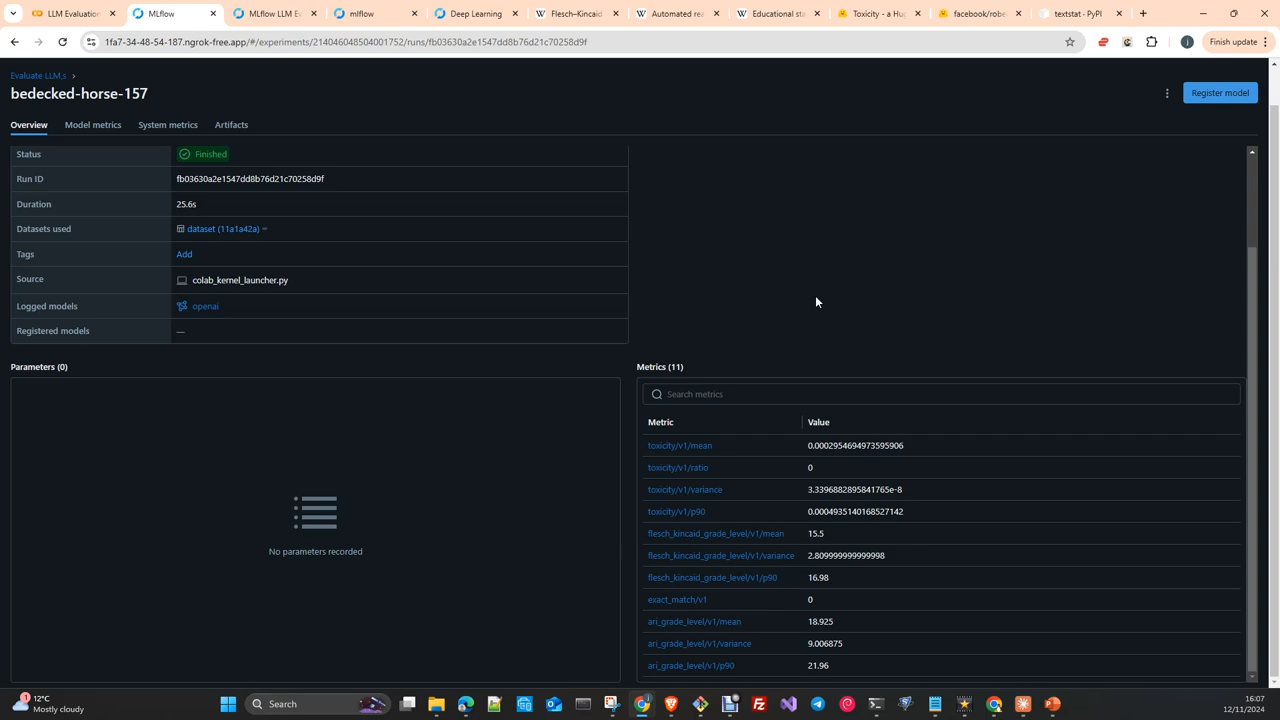 LLM Evaluation
MLflow
MLflow LLM E
mlflow
Deep Learning
Flesch–Kincaid
Automated rea
Educational sta
Toxicity - a Hug
facebook/robe
textstat · PyPI
1fa7-34-48-54-187.ngrok-free.app/#/experiments/214046048504001752/runs/fb03630a2e1547dd8b76d21c70258d9f
Finish update
Evaluate LLM,s
bedecked-horse-157
Register model
Overview Model metrics System metrics Artifacts
Status Finished
Run ID fb03630a2e1547dd8b76d21c70258d9f
Duration 25.6s
Datasets used dataset (11a1a42a)
Tags Add
Source colab_kernel_launcher.py
Logged models openai
Registered models —
Parameters (0)
No parameters recorded
Metrics (11)
Search metrics
Metric Value
toxicity/v1/mean 0.0002954694973595906
toxicity/v1/ratio 0
toxicity/v1/variance 3.3396882895841765e-8
toxicity/v1/p90 0.0004935140168527142
flesch_kincaid_grade_level/v1/mean 15.5
flesch_kincaid_grade_level/v1/variance 2.809999999999998
flesch_kincaid_grade_level/v1/p90 16.98
exact_match/v1 0
ari_grade_level/v1/mean 18.925
ari_grade_level/v1/variance 9.006875
ari_grade_level/v1/p90 21.96
1
12°C
Mostly cloudy
Search
16:07
12/11/2024